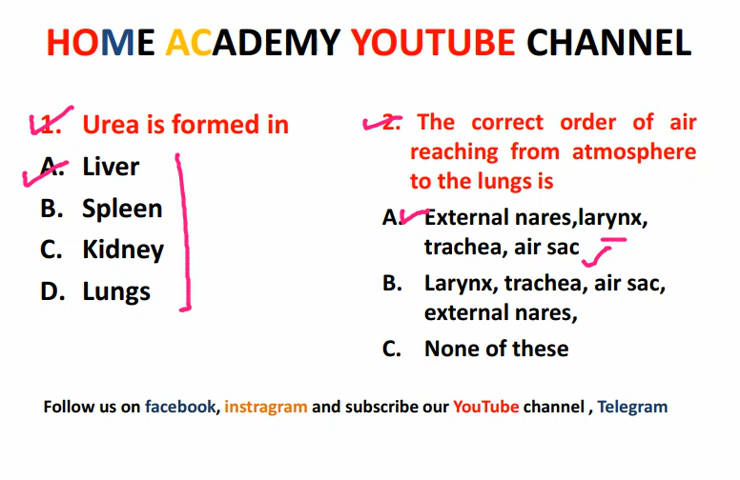 HOME ACADEMY YOUTUBE CHANNEL
1. Urea is formed in
A. Liver
B. Spleen
C. Kidney
D. Lungs
2. The correct order of air
reaching from atmosphere
to the lungs is
A. External nares,larynx,
trachea, air sac
B. Larynx, trachea, air sac,
external nares,
C. None of these
Follow us on facebook, instragram and subscribe our YouTube channel , Telegram